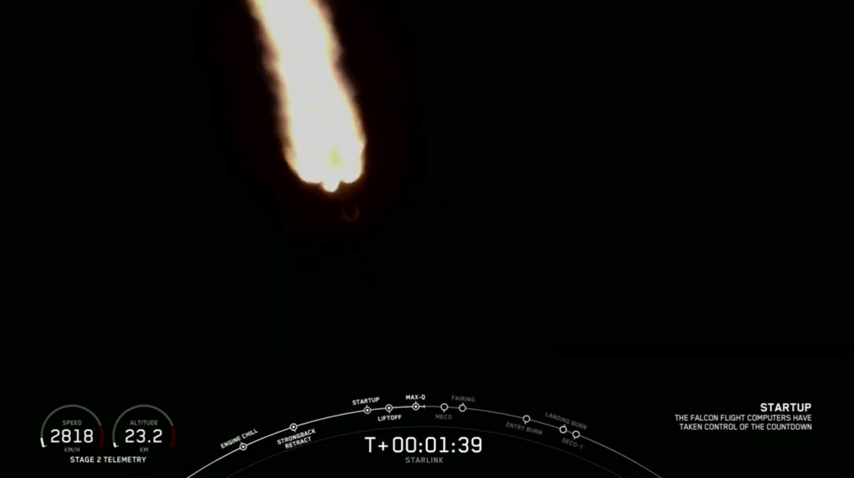 STARTUP
MAX-Q
FAIRING
LIFTOFF
MECO
LANDING BURN
ENTRY BURN
SECO-1
ENGINE CHILL
STRONGBACK
RETRACT
SPEED
2818
KM/H
ALTITUDE
23.2
KM
STAGE 2 TELEMETRY
T+00:01:39
STARLINK
STARTUP
THE FALCON FLIGHT COMPUTERS HAVE
TAKEN CONTROL OF THE COUNTDOWN